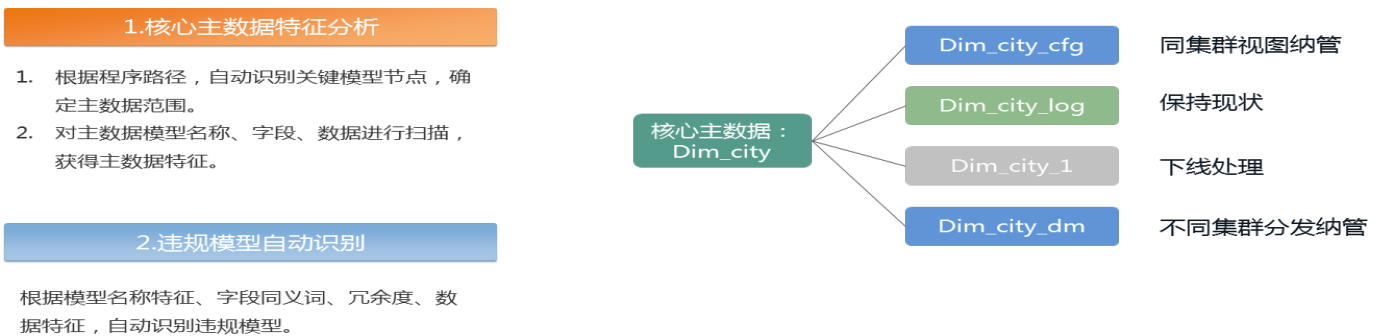 1.核心主数据特征分析
1. 根据程序路径，自动识别关键模型节点，确
定主数据范围。
2. 对主数据模型名称、字段、数据进行扫描，
获得主数据特征。
2.违规模型自动识别
根据模型名称特征、字段同义词、冗余度、数
据特征，自动识别违规模型。
核心主数据：
Dim_city
Dim_city_cfg 同集群视图纳管
Dim_city_log 保持现状
Dim_city_1 下线处理
Dim_city_dm 不同集群分发纳管